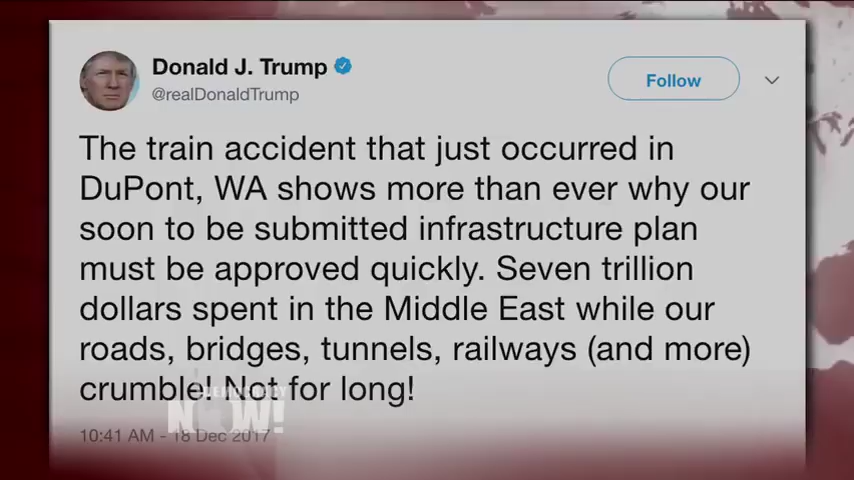 Donald J. Trump
@realDonaldTrump
Follow
The train accident that just occurred in
DuPont, WA shows more than ever why our
soon to be submitted infrastructure plan
must be approved quickly. Seven trillion
dollars spent in the Middle East while our
roads, bridges, tunnels, railways (and more)
crumble! Not for long!
DEMOCRACY
NOW!
10:41 AM - 18 Dec 2017